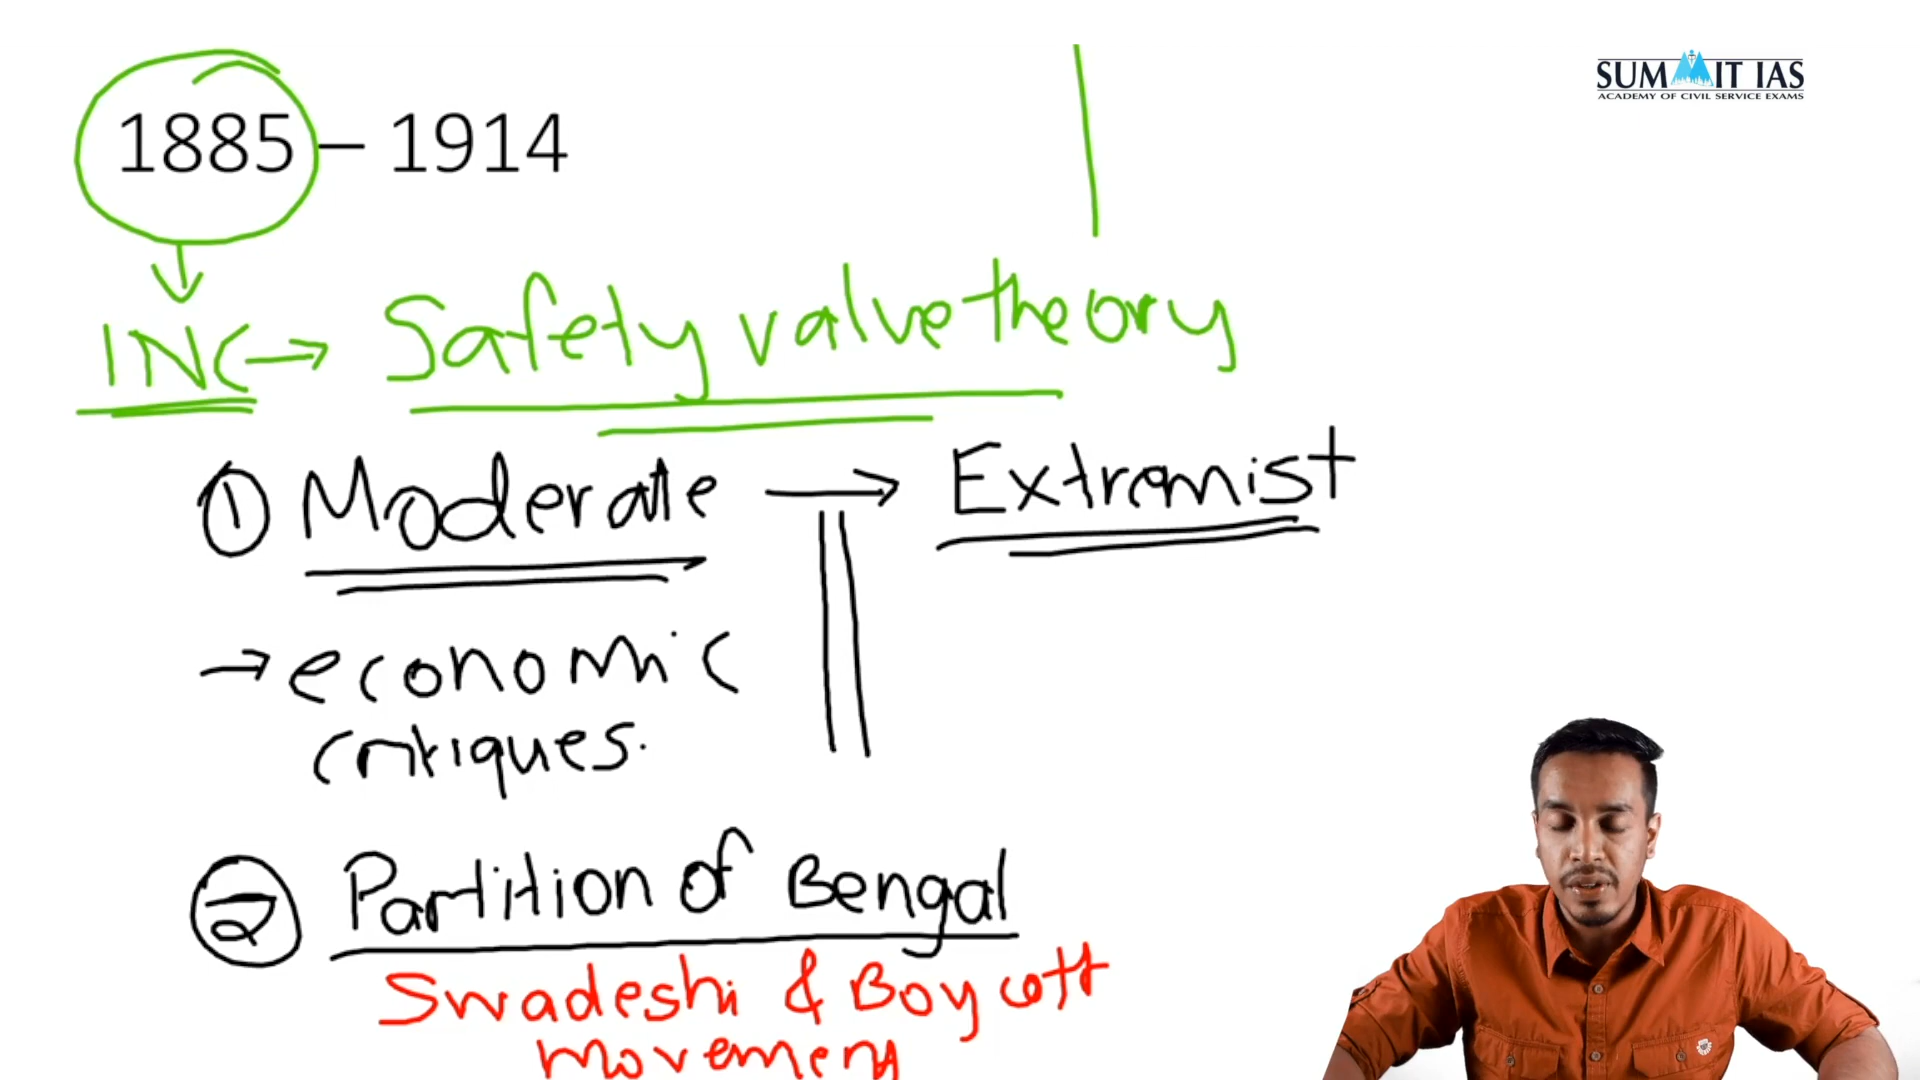 SUMMIT IAS
ACADEMY OF CIVIL SERVICE EXAMS
1885 – 1914
INC → Safety valve theory
① Moderate → Extremist
→ economic
critiques.
② Partition of Bengal
Swadeshi & Boycott
movement